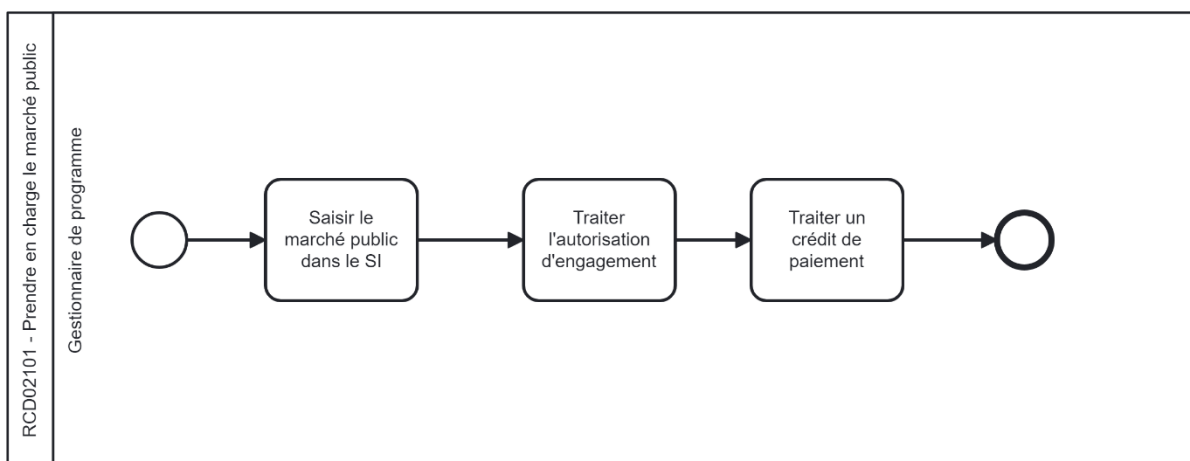 RCD02101 - Prendre en charge le marché public
Gestionnaire de programme
Saisir le
marché public
dans le SI
Traiter
l'autorisation
d'engagement
Traiter un
crédit de
paiement